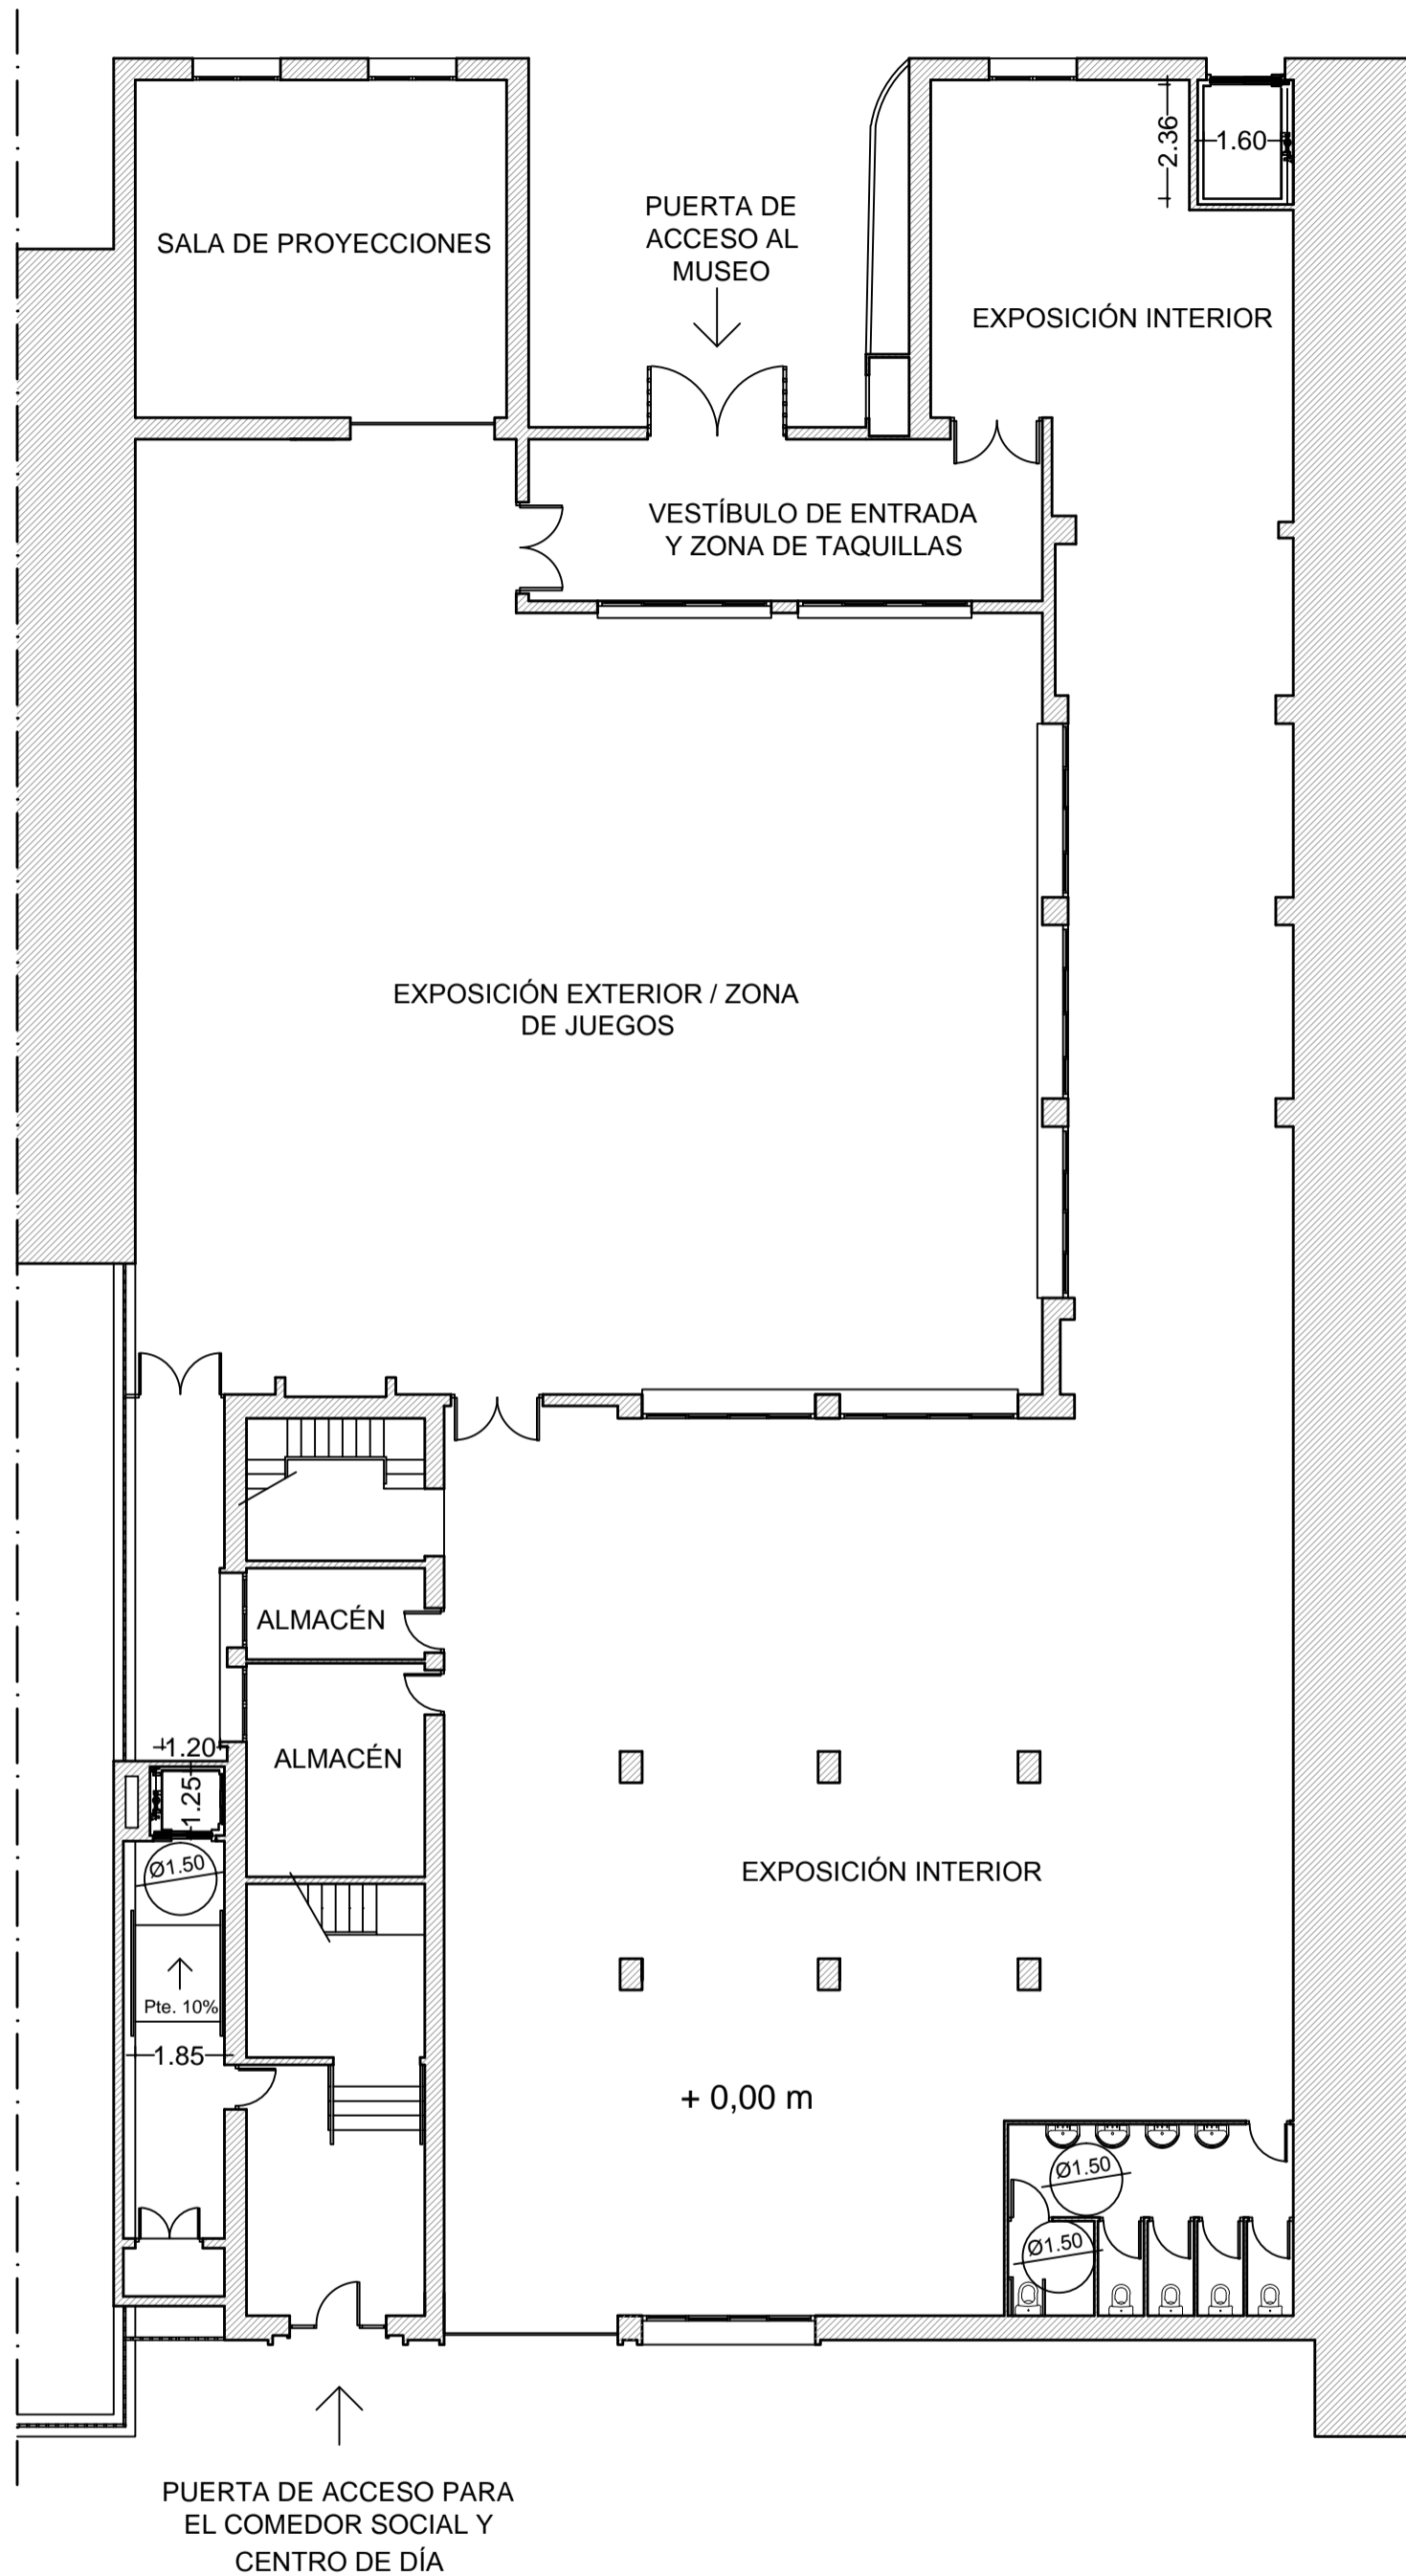 2.36
1.60
PUERTA DE
ACCESO AL
MUSEO
SALA DE PROYECCIONES
EXPOSICIÓN INTERIOR
VESTÍBULO DE ENTRADA
Y ZONA DE TAQUILLAS
EXPOSICIÓN EXTERIOR / ZONA
DE JUEGOS
ALMACÉN
1.20
1.25
ALMACÉN
Ø1.50
EXPOSICIÓN INTERIOR
Pte. 10%
1.85
+ 0,00 m
Ø1.50
Ø1.50
PUERTA DE ACCESO PARA
EL COMEDOR SOCIAL Y
CENTRO DE DÍA